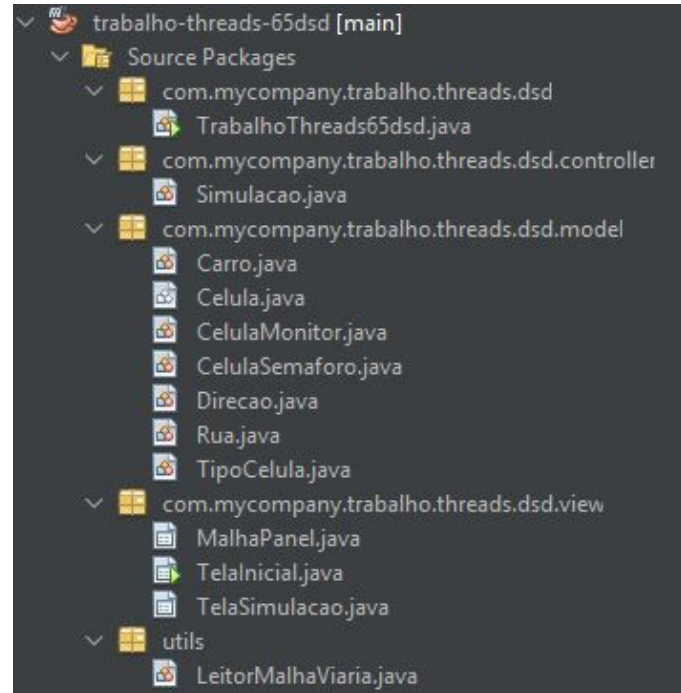 trabalho-threads-65dsd [main]
Source Packages
com.mycompany.trabalho.threads.dsd
TrabalhoThreads65dsd.java
com.mycompany.trabalho.threads.dsd.controller
Simulacao.java
com.mycompany.trabalho.threads.dsd.model
Carro.java
Celula.java
CelulaMonitor.java
CelulaSemaforo.java
Direcao.java
Rua.java
TipoCelula.java
com.mycompany.trabalho.threads.dsd.view
MalhaPanel.java
TelaInicial.java
TelaSimulacao.java
utils
LeitorMalhaViaria.java